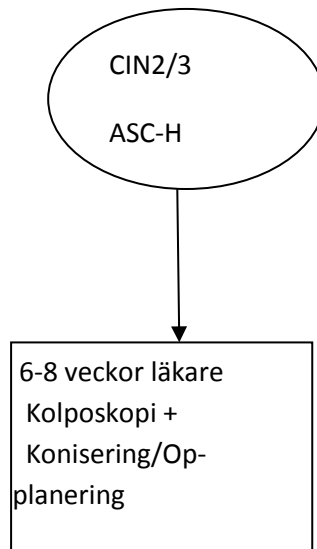 CIN2/3
ASC-H
6-8 veckor läkare
Kolposkopi +
Konisering/Op-
planering